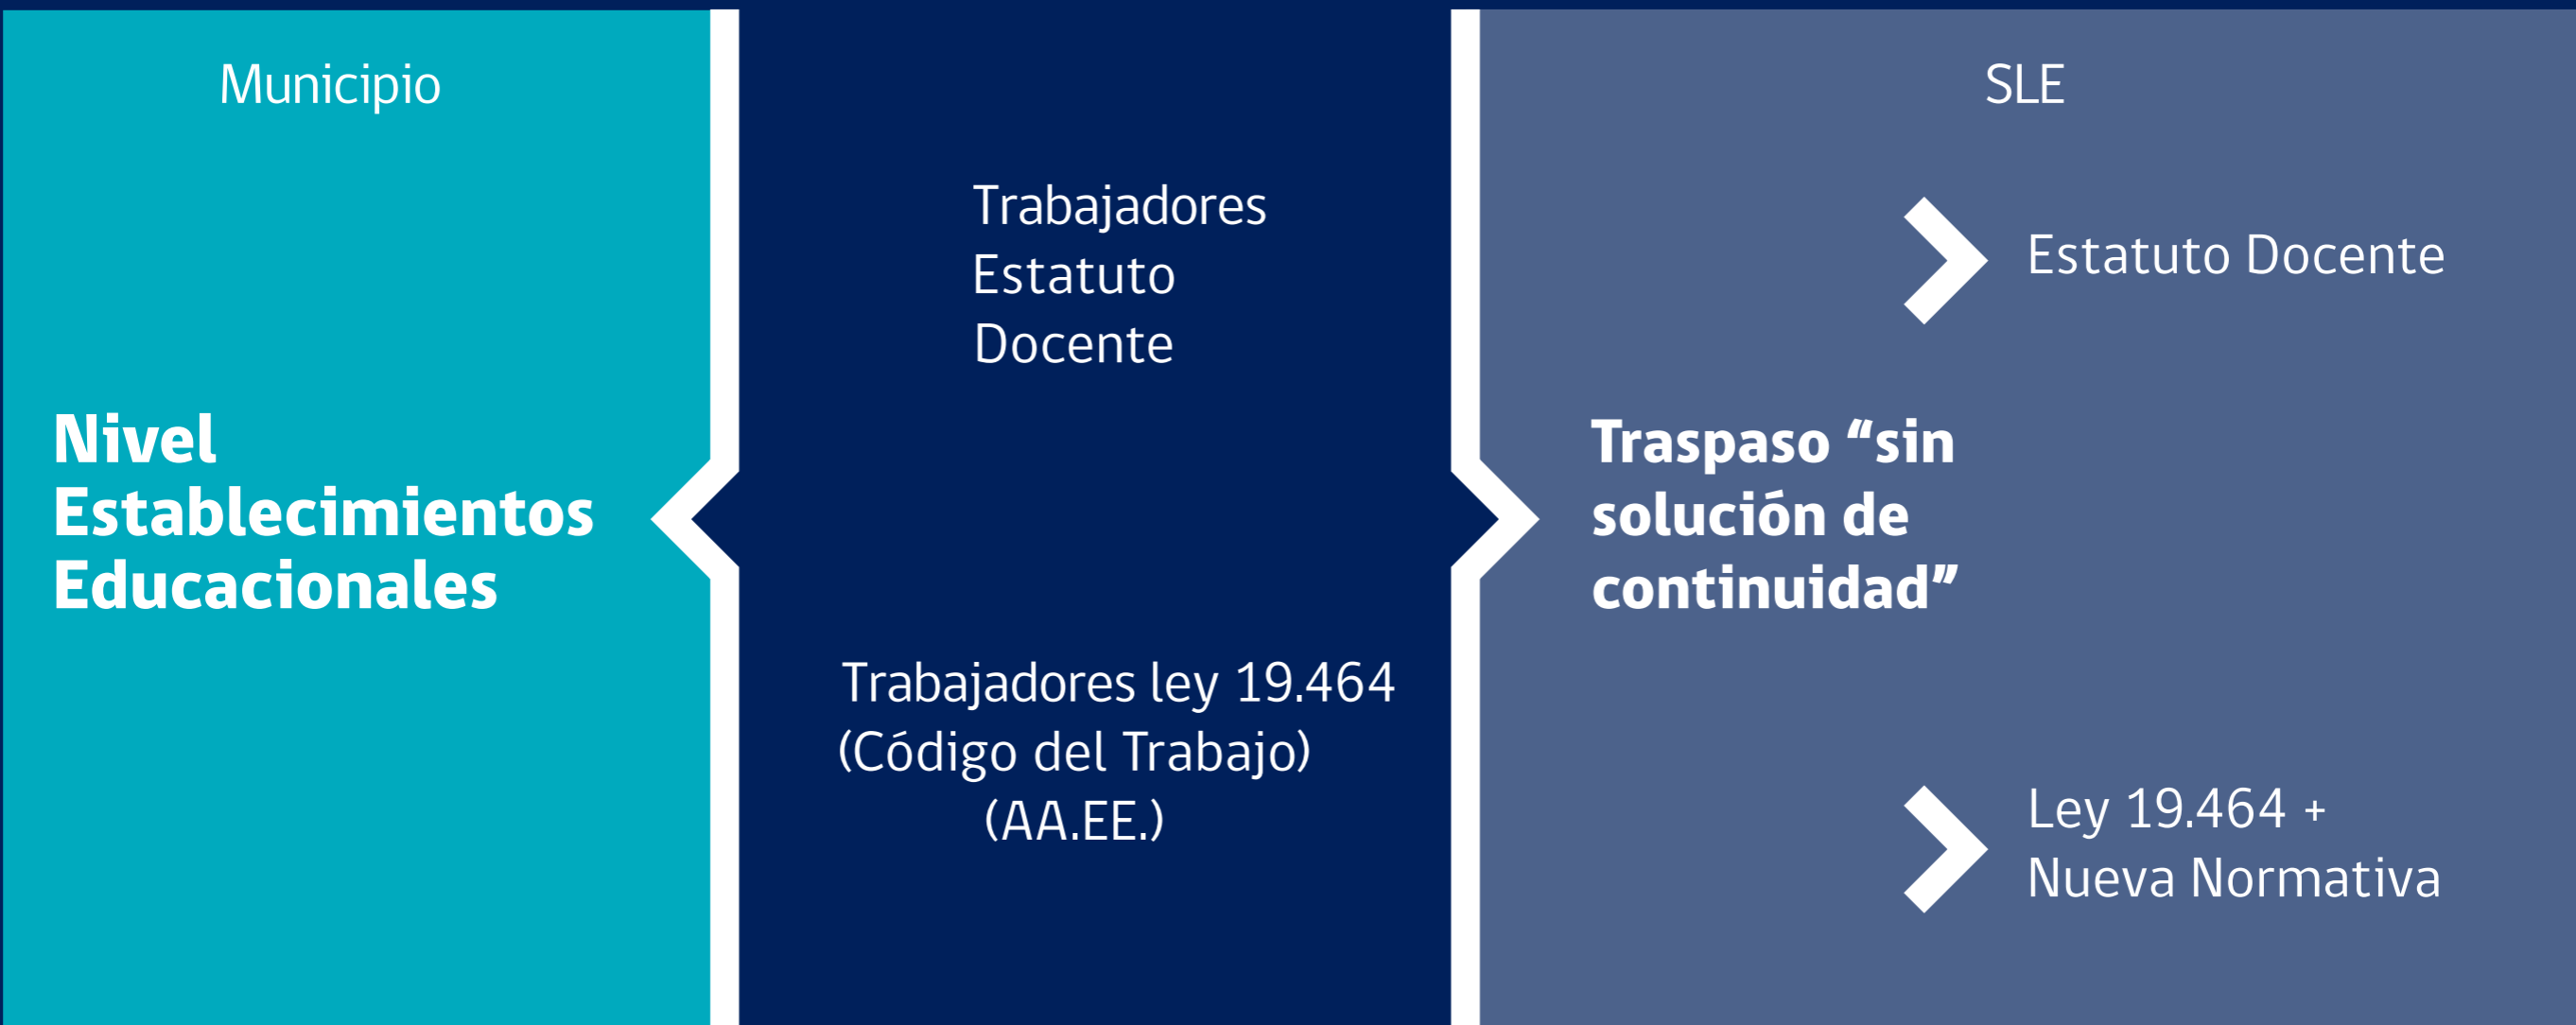 Municipio
Nivel
Establecimientos
Educacionales
Trabajadores
Estatuto
Docente
Trabajadores ley 19.464
(Código del Trabajo)
(AA.EE.)
SLE
Estatuto Docente
Traspaso “sin
solución de
continuidad”
Ley 19.464 +
Nueva Normativa